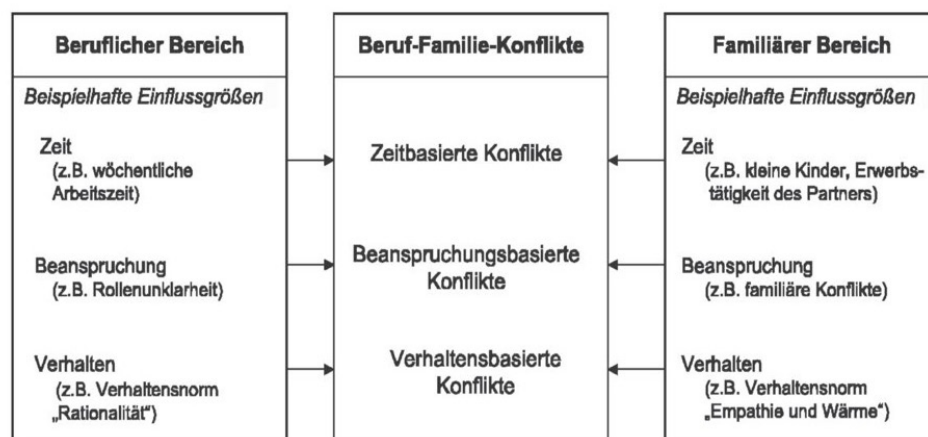 Beruflicher Bereich
Beispielhafte Einflussgrößen
Zeit
(z.B. wöchentliche
Arbeitszeit)
Beanspruchung
(z.B. Rollenunklarheit)
Verhalten
(z.B. Verhaltensnorm
„Rationalität“)
Beruf-Familie-Konflikte
Zeitbasierte Konflikte
Beanspruchungsbasierte
Konflikte
Verhaltensbasierte
Konflikte
Familiärer Bereich
Beispielhafte Einflussgrößen
Zeit
(z.B. kleine Kinder, Erwerbs-
tätigkeit des Partners)
Beanspruchung
(z.B. familiäre Konflikte)
Verhalten
(z.B. Verhaltensnorm
„Empathie und Wärme“)